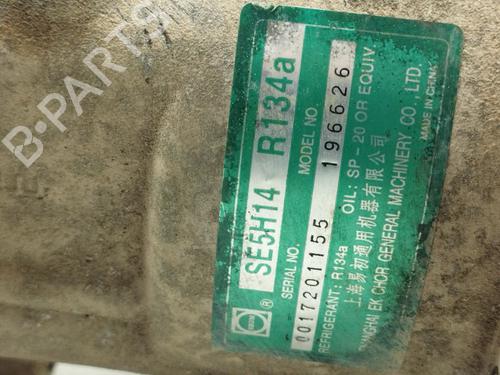 B-PARTS
SE5H14 R134a
SERIAL NO. MODEL NO.
0017201155 196626
REFRIGERANT: R134a OIL: SP-20 OR EQUIV.
上海易初通用机器有限公司
SHANGHAI EK CHOR GENERAL MACHINERY CO., LTD.
MADE IN CHINA